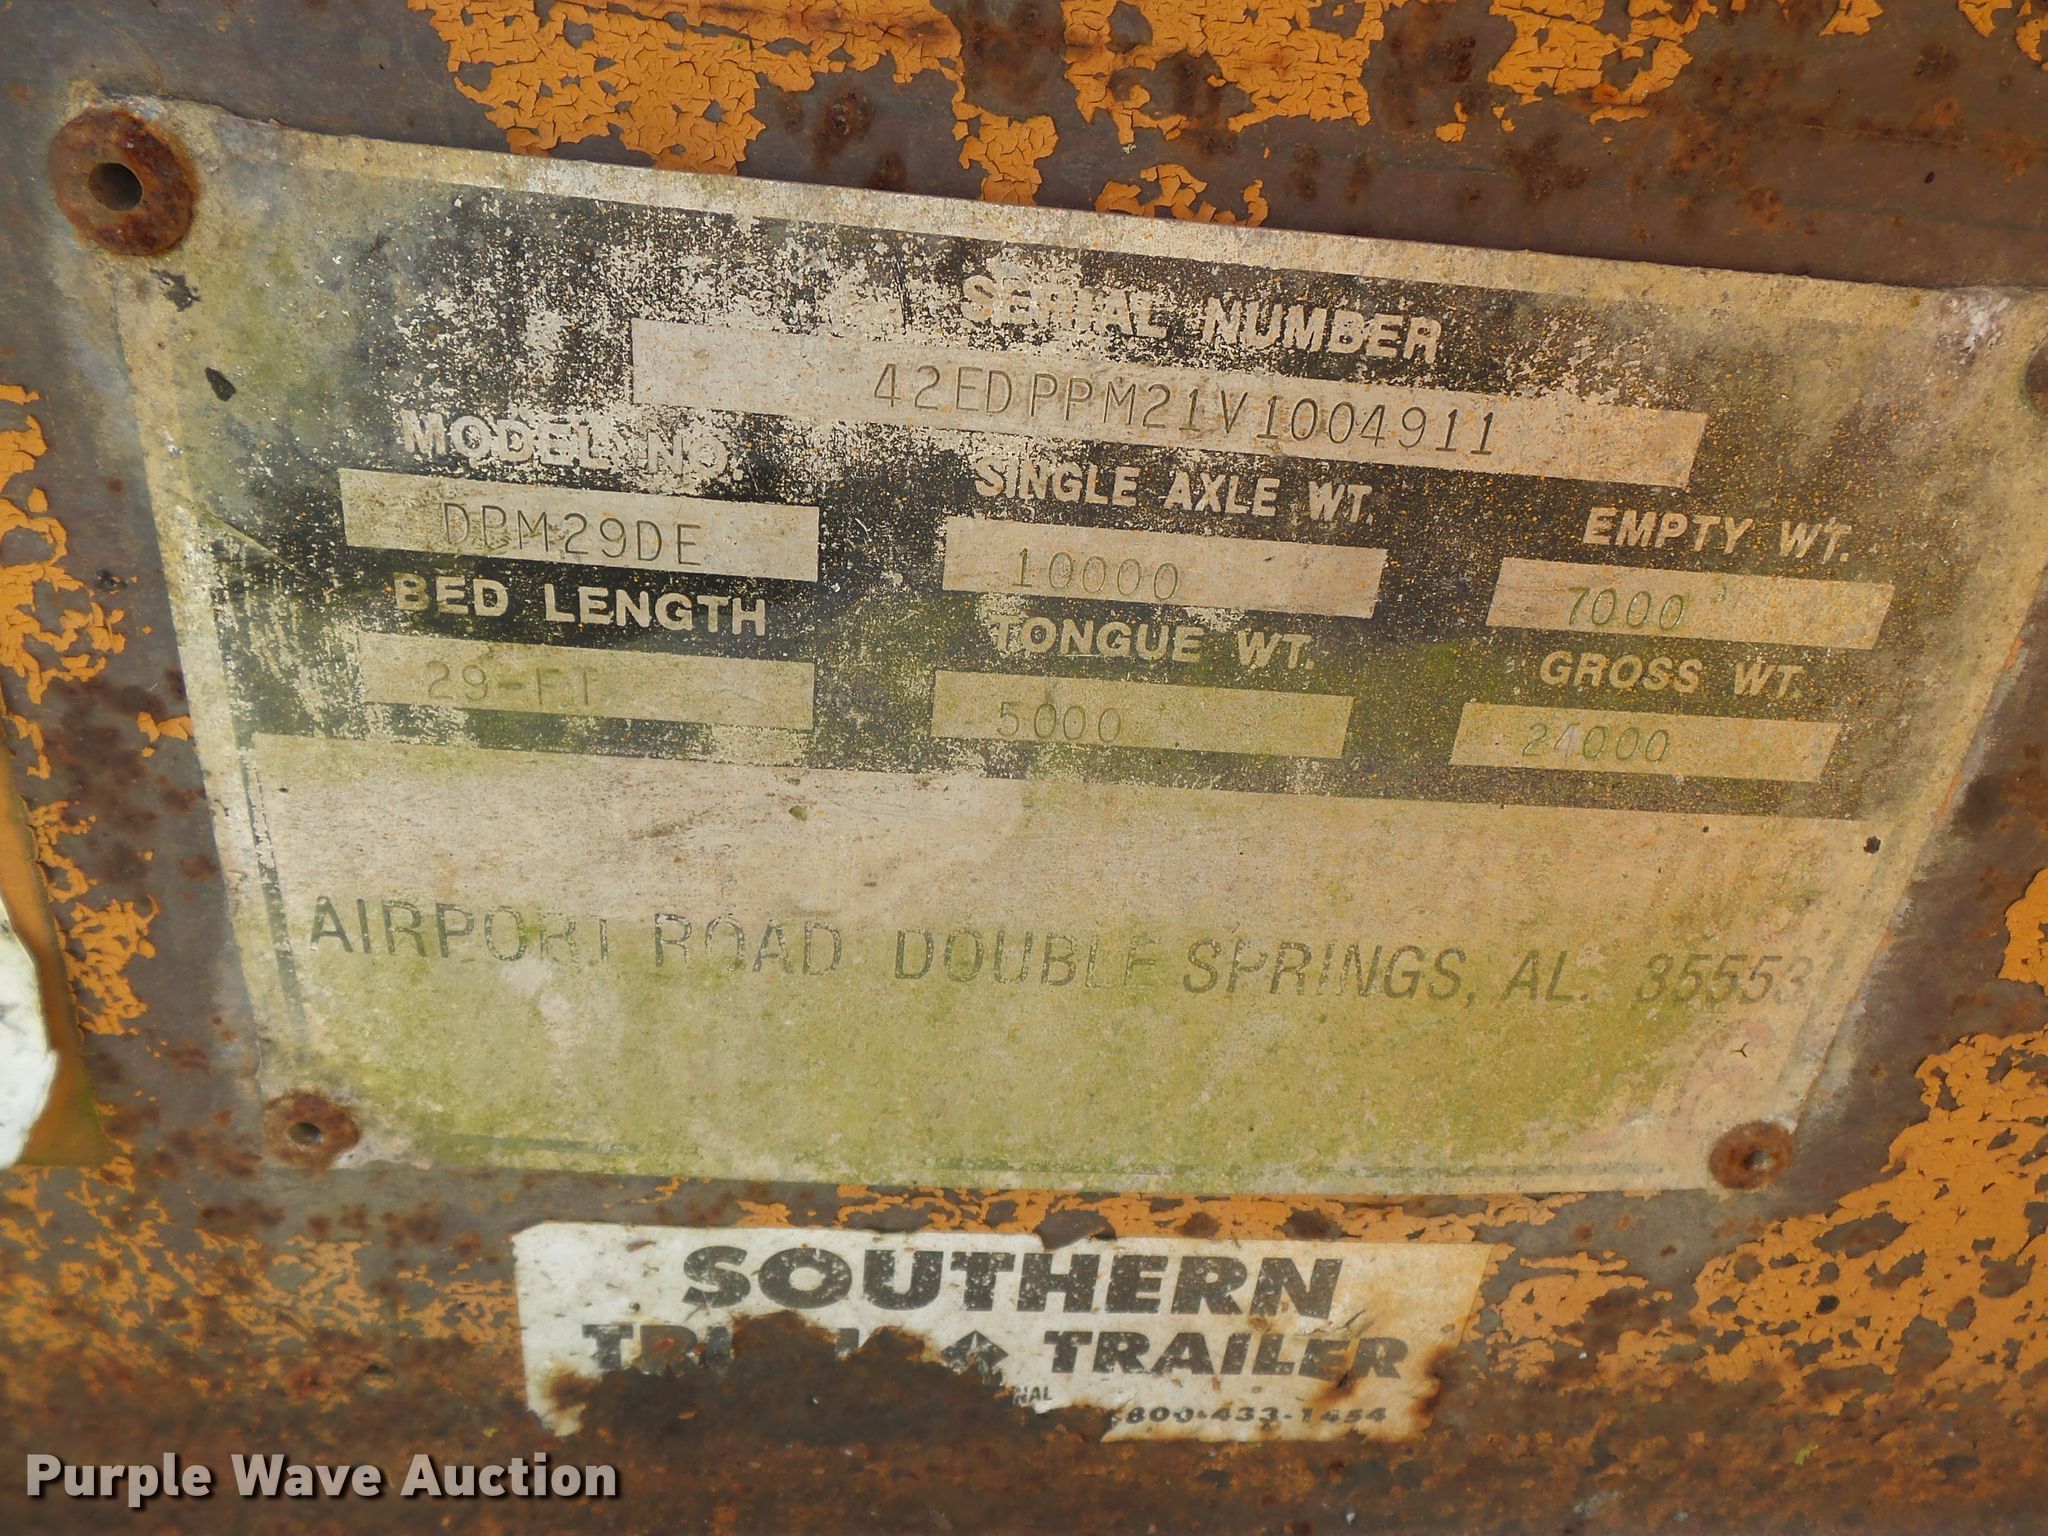 SERIAL NUMBER
42EDPPM21V1004911
MODEL NO.
DPM29DE
SINGLE AXLE WT.
10000
EMPTY WT.
7000
BED LENGTH
29-FT
TONGUE WT.
5000
GROSS WT.
24000
AIRPORT ROAD DOUBLE SPRINGS, AL. 35553
SOUTHERN
TRAILER
800-433-1454
Purple Wave Auction